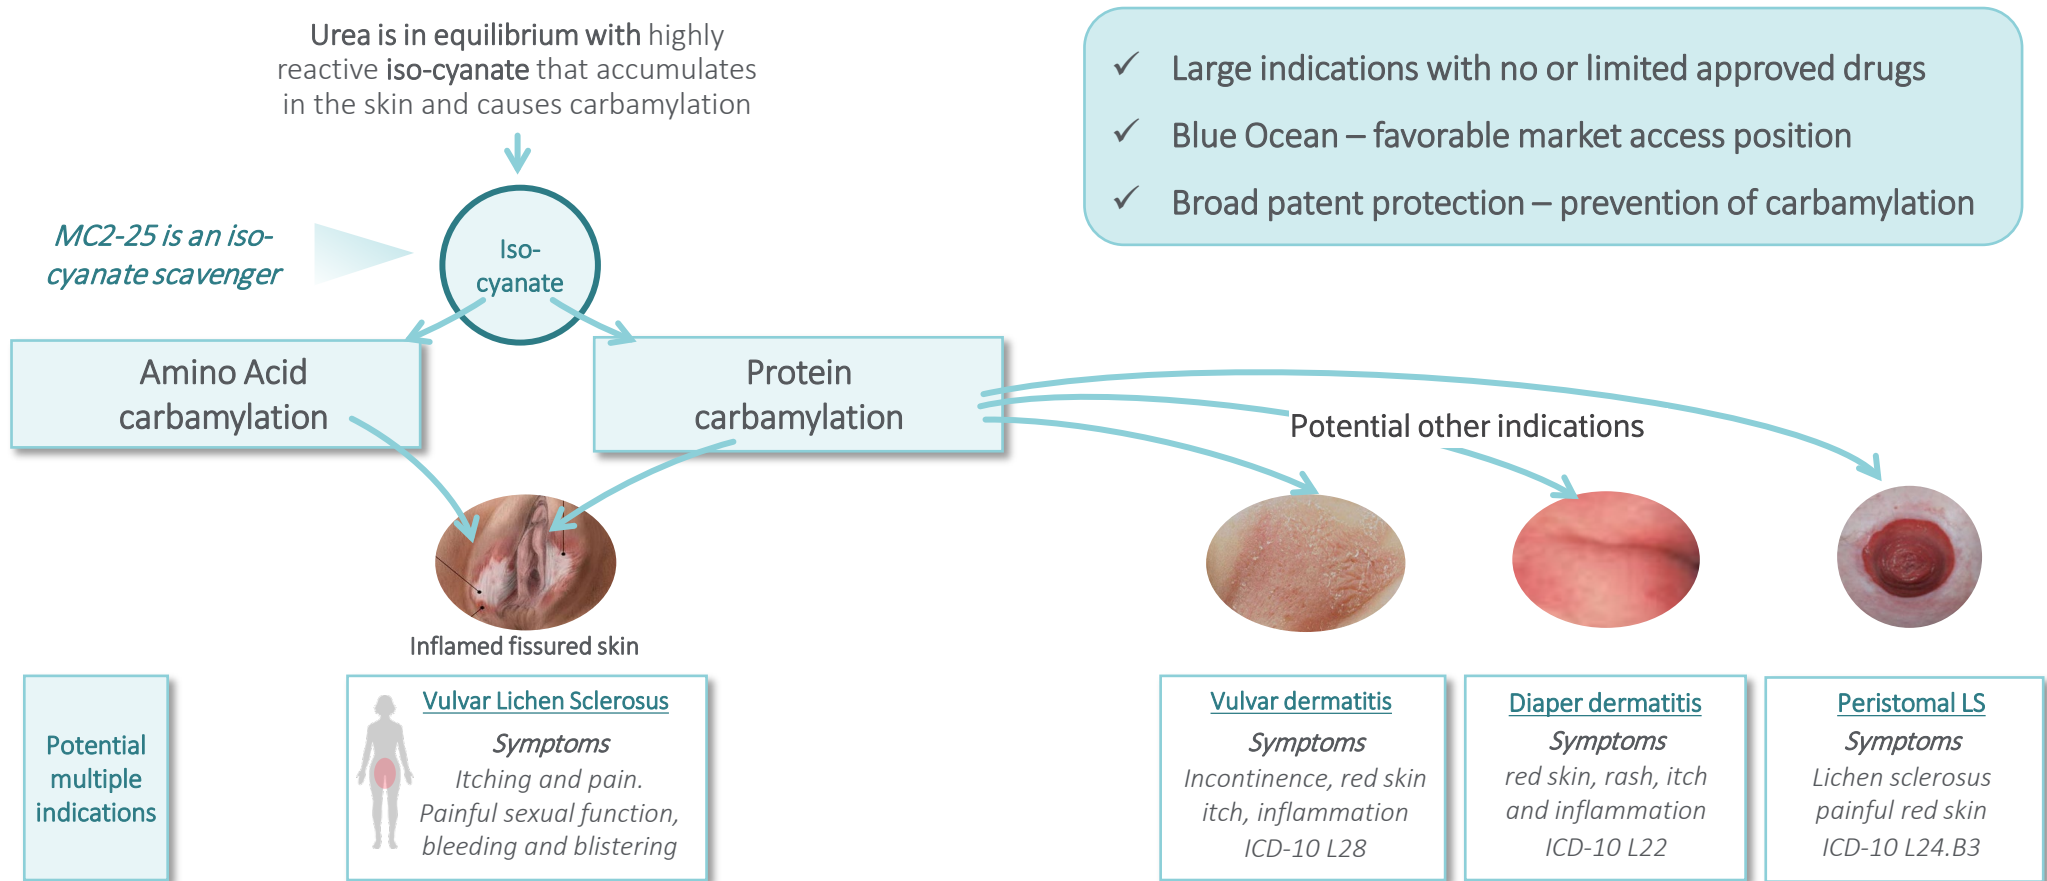 Urea is in equilibrium with highly
reactive iso-cyanate that accumulates
in the skin and causes carbamylation
✓ Large indications with no or limited approved drugs
✓ Blue Ocean – favorable market access position
✓ Broad patent protection – prevention of carbamylation
MC2-25 is an iso-
cyanate scavenger
Iso-
cyanate
Amino Acid
carbamylation
Protein
carbamylation
Potential other indications
Inflamed fissured skin
Potential
multiple
indications
Vulvar Lichen Sclerosus
Symptoms
Itching and pain.
Painful sexual function,
bleeding and blistering
Vulvar dermatitis
Symptoms
Incontinence, red skin
itch, inflammation
ICD-10 L28
Diaper dermatitis
Symptoms
red skin, rash, itch
and inflammation
ICD-10 L22
Peristomal LS
Symptoms
Lichen sclerosus
painful red skin
ICD-10 L24.B3